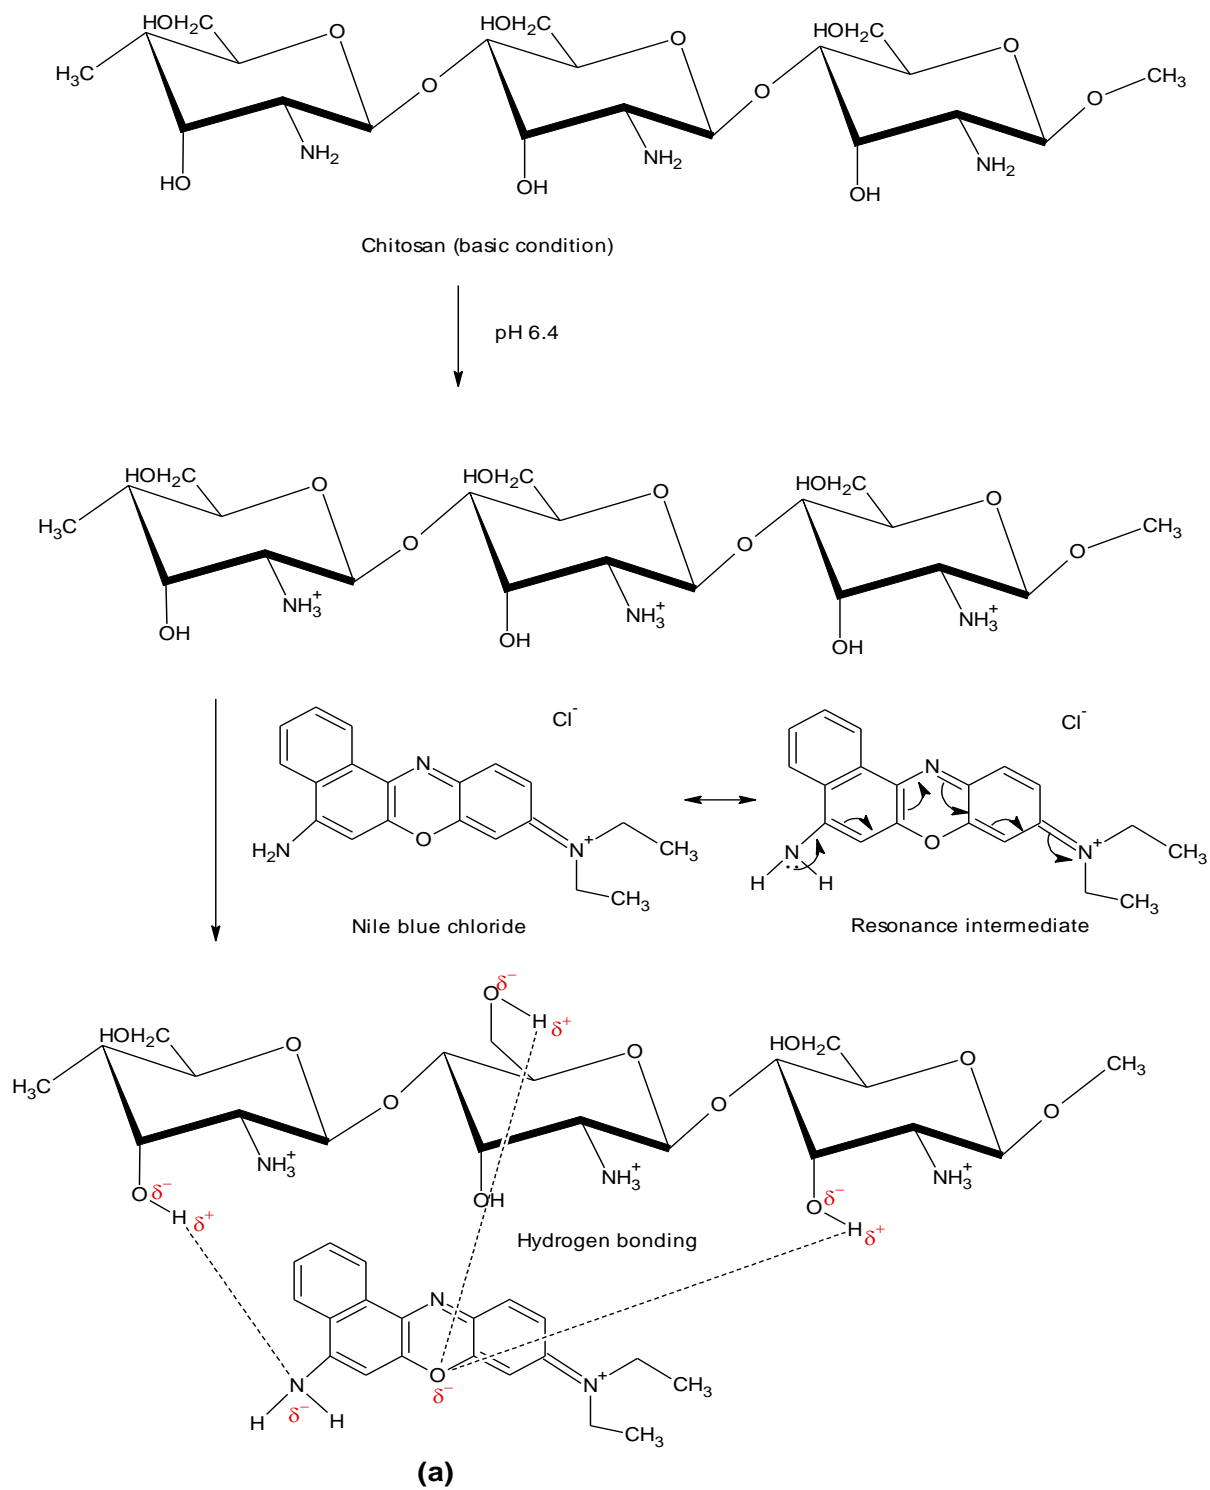 HOH2C O HOH2C O HOH2C O
H3C O O O CH3
NH2 NH2 NH2
HO OH OH
Chitosan (basic condition)
pH 6.4
HOH2C O HOH2C O HOH2C O
H3C O O O CH3
NH3+ NH3+ NH3+
OH OH OH
Cl- Cl-
N N
H2N O N+ CH3 N O N+ CH3
CH3 H H CH3
Nile blue chloride Resonance intermediate
O δ− H δ+
HOH2C O O HOH2C O
H3C O O O CH3
NH3+ NH3+ NH3+
O δ− H δ+ OH O δ− H δ+
Hydrogen bonding
N
N O N+ CH3
H δ− H δ− CH3
(a)